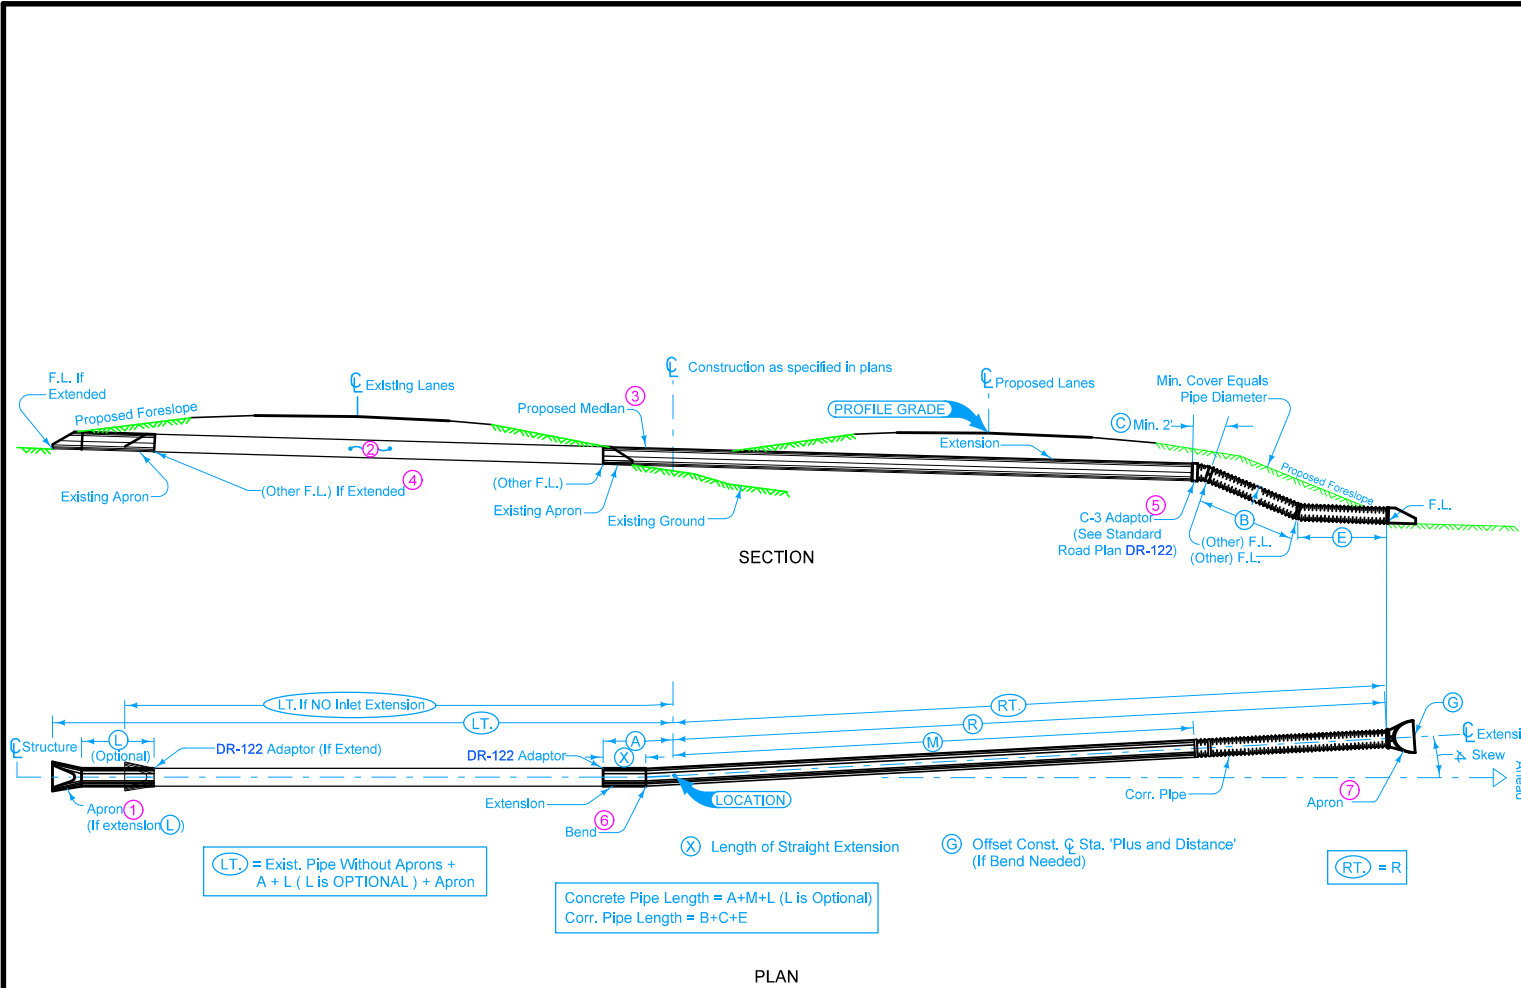 F.L. If
Extended
Proposed Foreslope
℄ Existing Lanes
℄ Construction as specified in plans
Proposed Median 3
℄ Proposed Lanes
PROFILE GRADE
Extension
Min. Cover Equals
Pipe Diameter
C Min. 2'
Proposed Foreslope
2
Existing Apron
(Other F.L.) If Extended 4
(Other F.L.)
Existing Apron
Existing Ground
5
C-3 Adaptor
(See Standard
Road Plan DR-122)
B
(Other) F.L.
(Other) F.L.
E
F.L.
SECTION
LT. If NO Inlet Extension
LT.
RT.
R
M
G
℄ Structure
L
(Optional)
DR-122 Adaptor (If Extend)
DR-122 Adaptor
A
X
℄ Extensi
Skew
Ahead
Apron 1
(If extension L)
Extension
Bend 6
LOCATION
Corr. Pipe
Apron 7
X Length of Straight Extension
G Offset Const. ℄ Sta. 'Plus and Distance'
(If Bend Needed)
LT. = Exist. Pipe Without Aprons +
A + L ( L is OPTIONAL ) + Apron
RT. = R
Concrete Pipe Length = A+M+L (L is Optional)
Corr. Pipe Length = B+C+E
PLAN